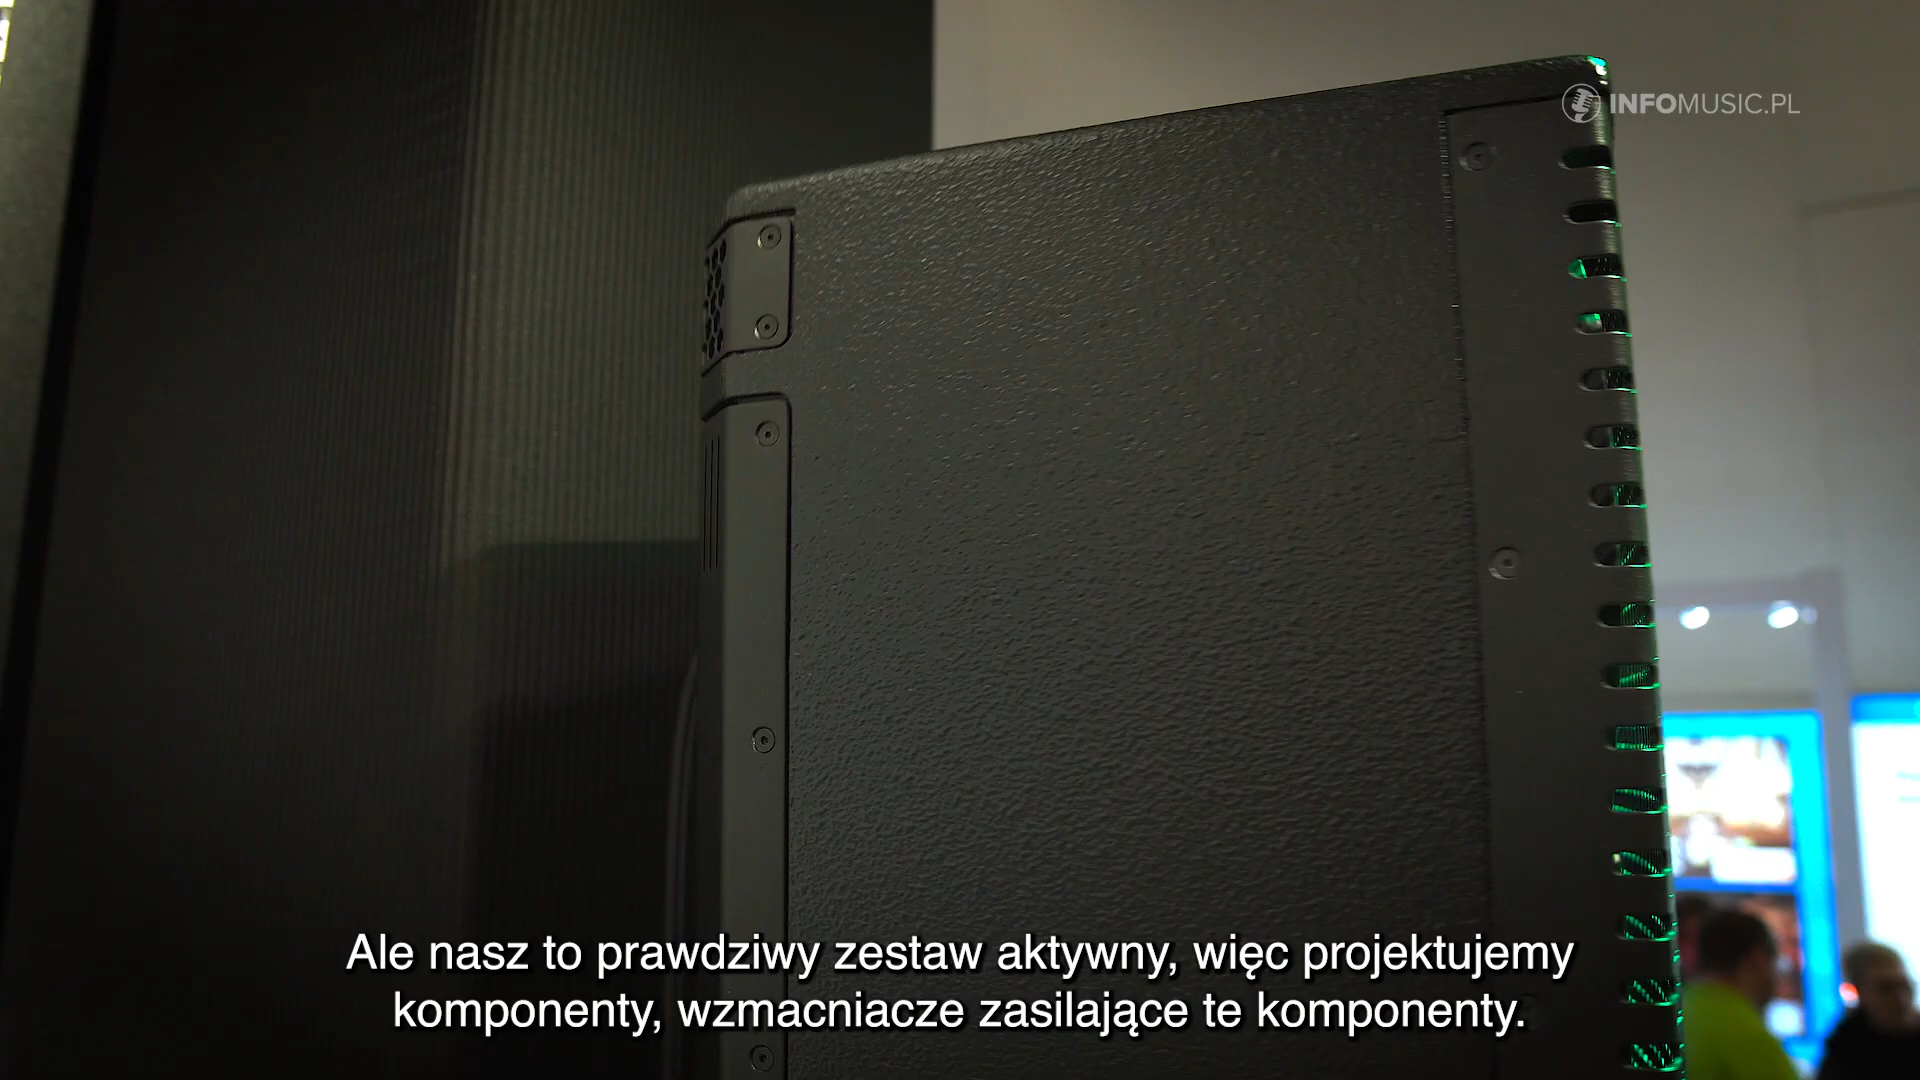 INFOMUSIC.PL
Ale nasz to prawdziwy zestaw aktywny, więc projektujemy
komponenty, wzmacniacze zasilające te komponenty.